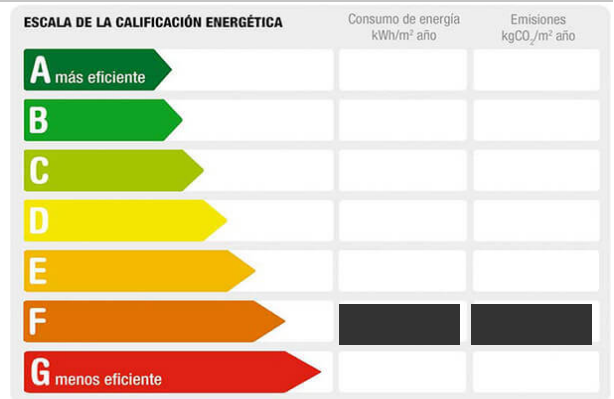 ESCALA DE LA CALIFICACIÓN ENERGÉTICA
Consumo de energía
kWh/m² año
Emisiones
kgCO₂/m² año
A más eficiente
B
C
D
E
F
G menos eficiente